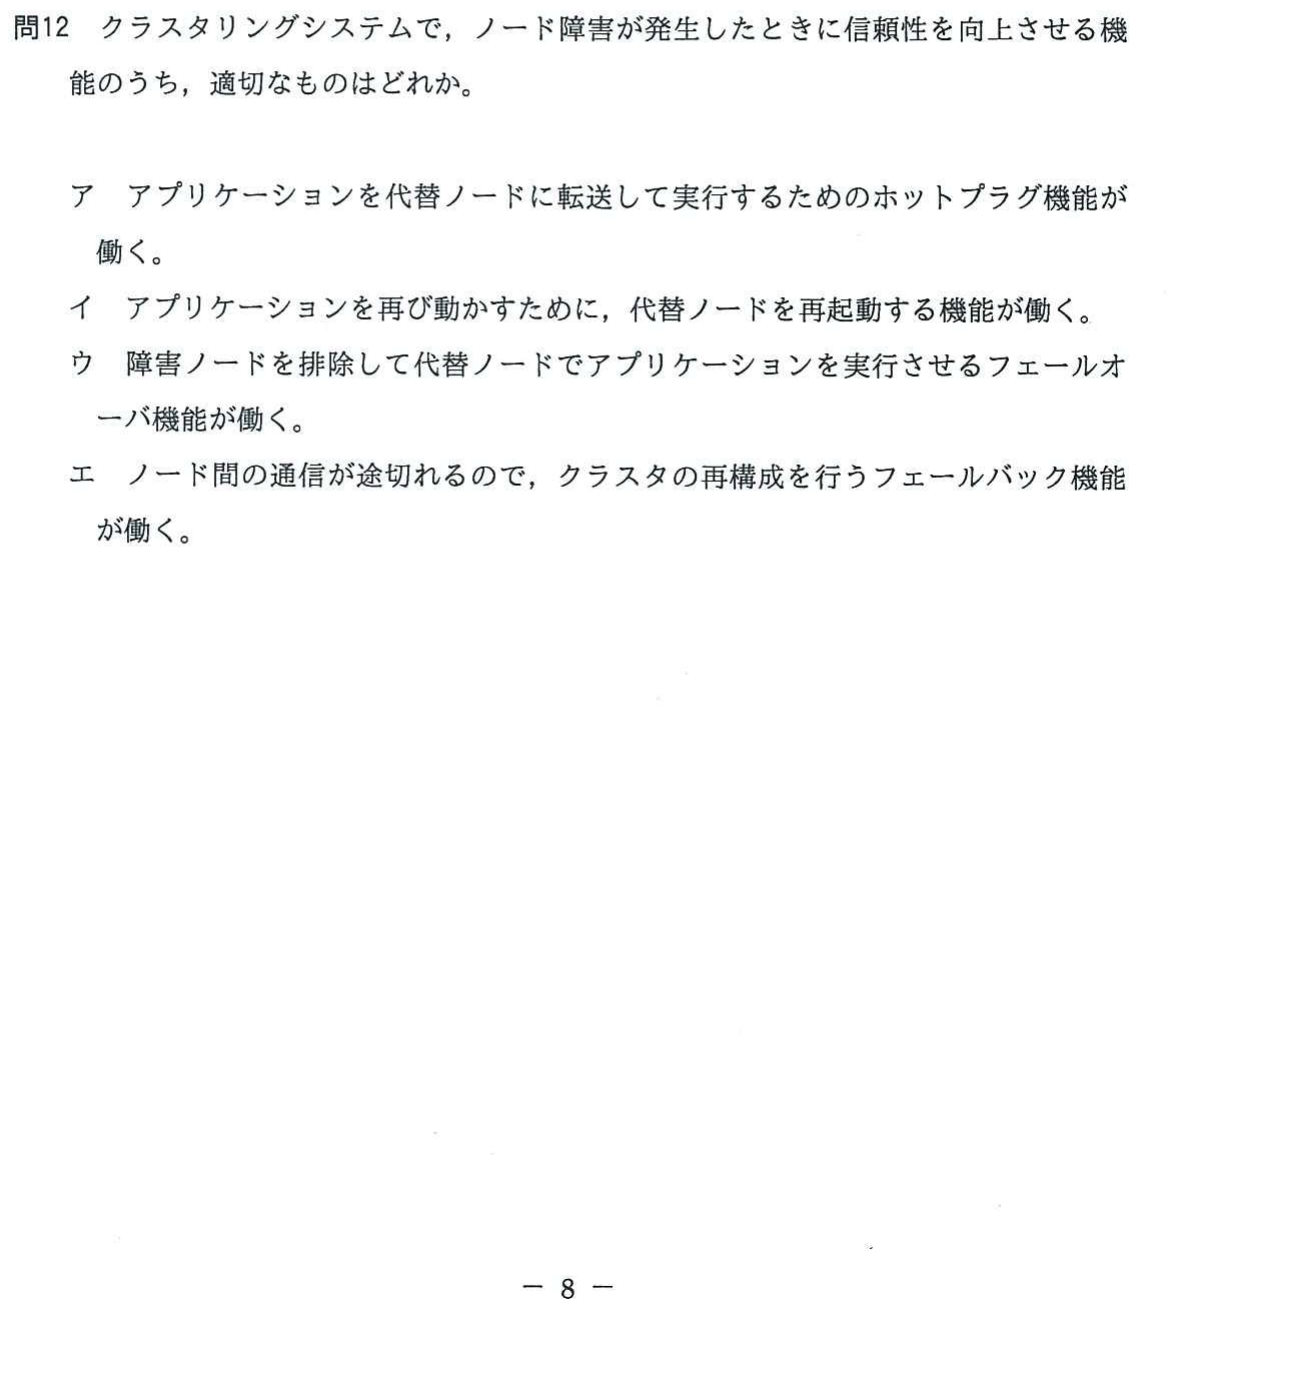 問12　クラスタリングシステムで，ノード障害が発生したときに信頼性を向上させる機
能のうち，適切なものはどれか。
ア　アプリケーションを代替ノードに転送して実行するためのホットプラグ機能が
働く。
イ　アプリケーションを再び動かすために，代替ノードを再起動する機能が働く。
ウ　障害ノードを排除して代替ノードでアプリケーションを実行させるフェールオ
ーバ機能が働く。
エ　ノード間の通信が途切れるので，クラスタの再構成を行うフェールバック機能
が働く。
－ 8 －